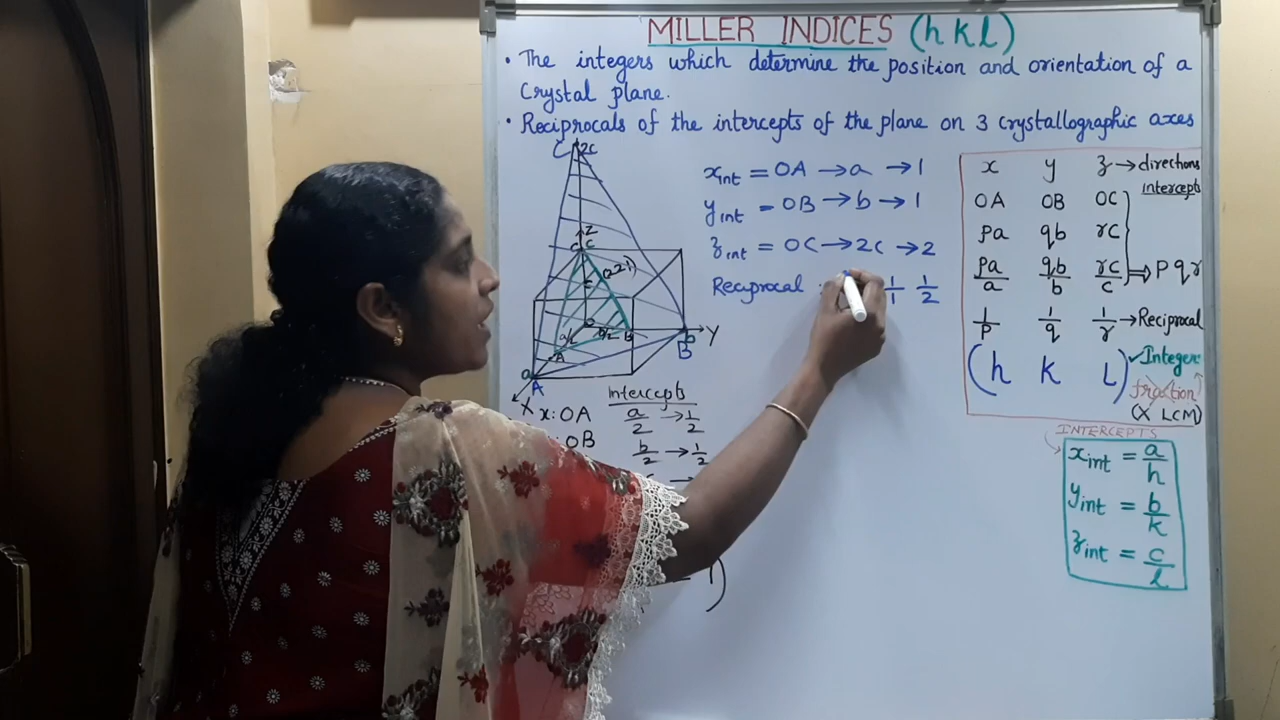 MILLER INDICES (h k l)
• The integers which determine the position and orientation of a
Crystal plane.
• Reciprocals of the intercepts of the plane on 3 crystallographic axes
C 2c
Z
C
B
Y
b
B
a
A
A
O
X
x_int = OA → a → 1
y_int = OB → b → 1
z_int = OC → 2c → 2
Reciprocal : 1/1 1/2
x: OA
OB
Intercepts
a/2 → 1/2
b/2 → 1/2
x y z → directions
intercepts
OA OB OC
pa qb rc
pa/a qb/b rc/c ⇒ p q r
1/p 1/q 1/r → Reciprocal
(h k l) ✓ Integer
fraction
(X LCM)
INTERCEPTS
x_int = a/h
y_int = b/k
z_int = c/l